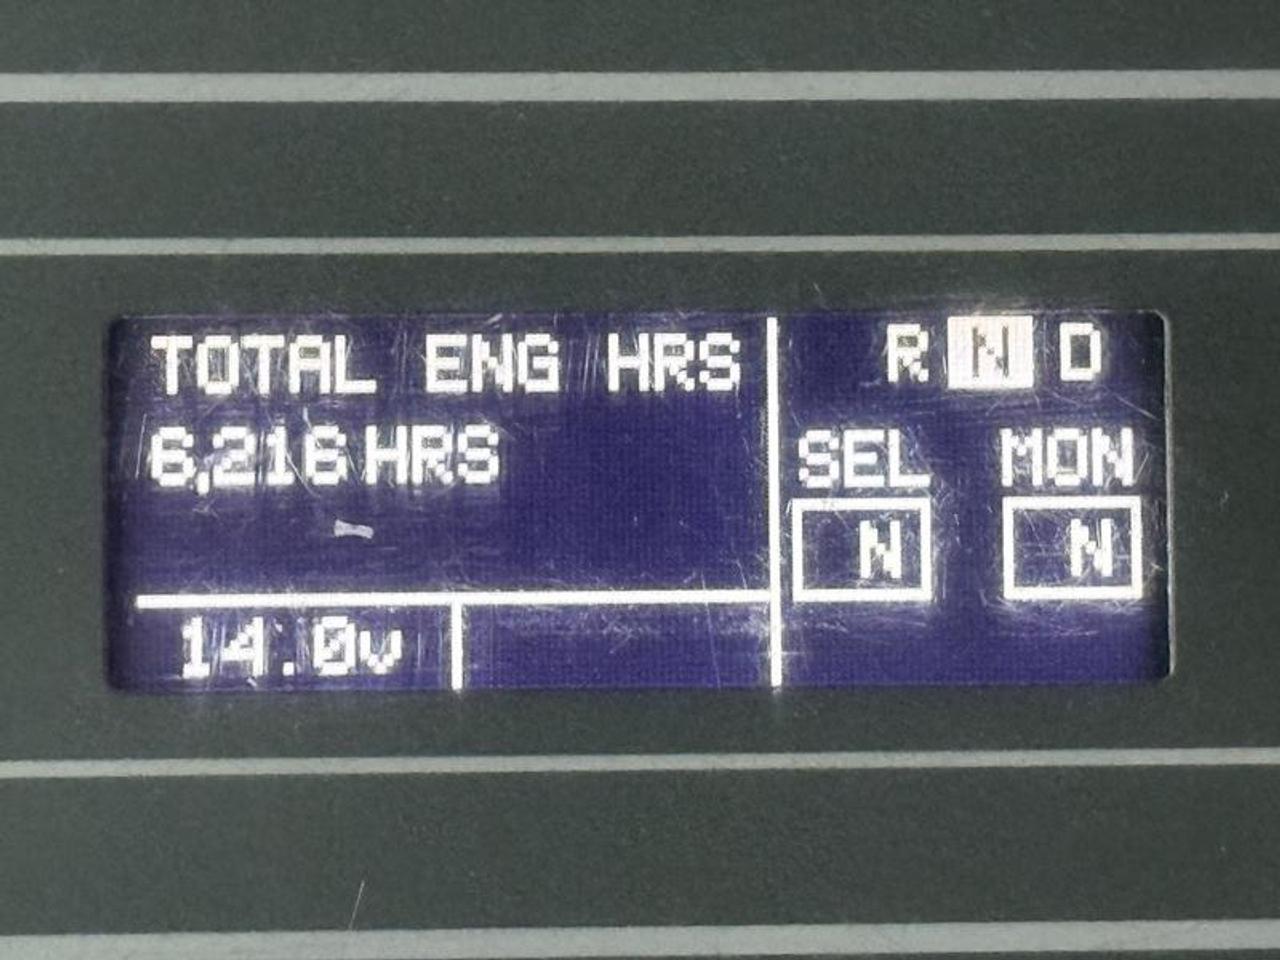 TOTAL ENG HRS
6,216 HRS
14.0v
R N D
SEL MON
N N